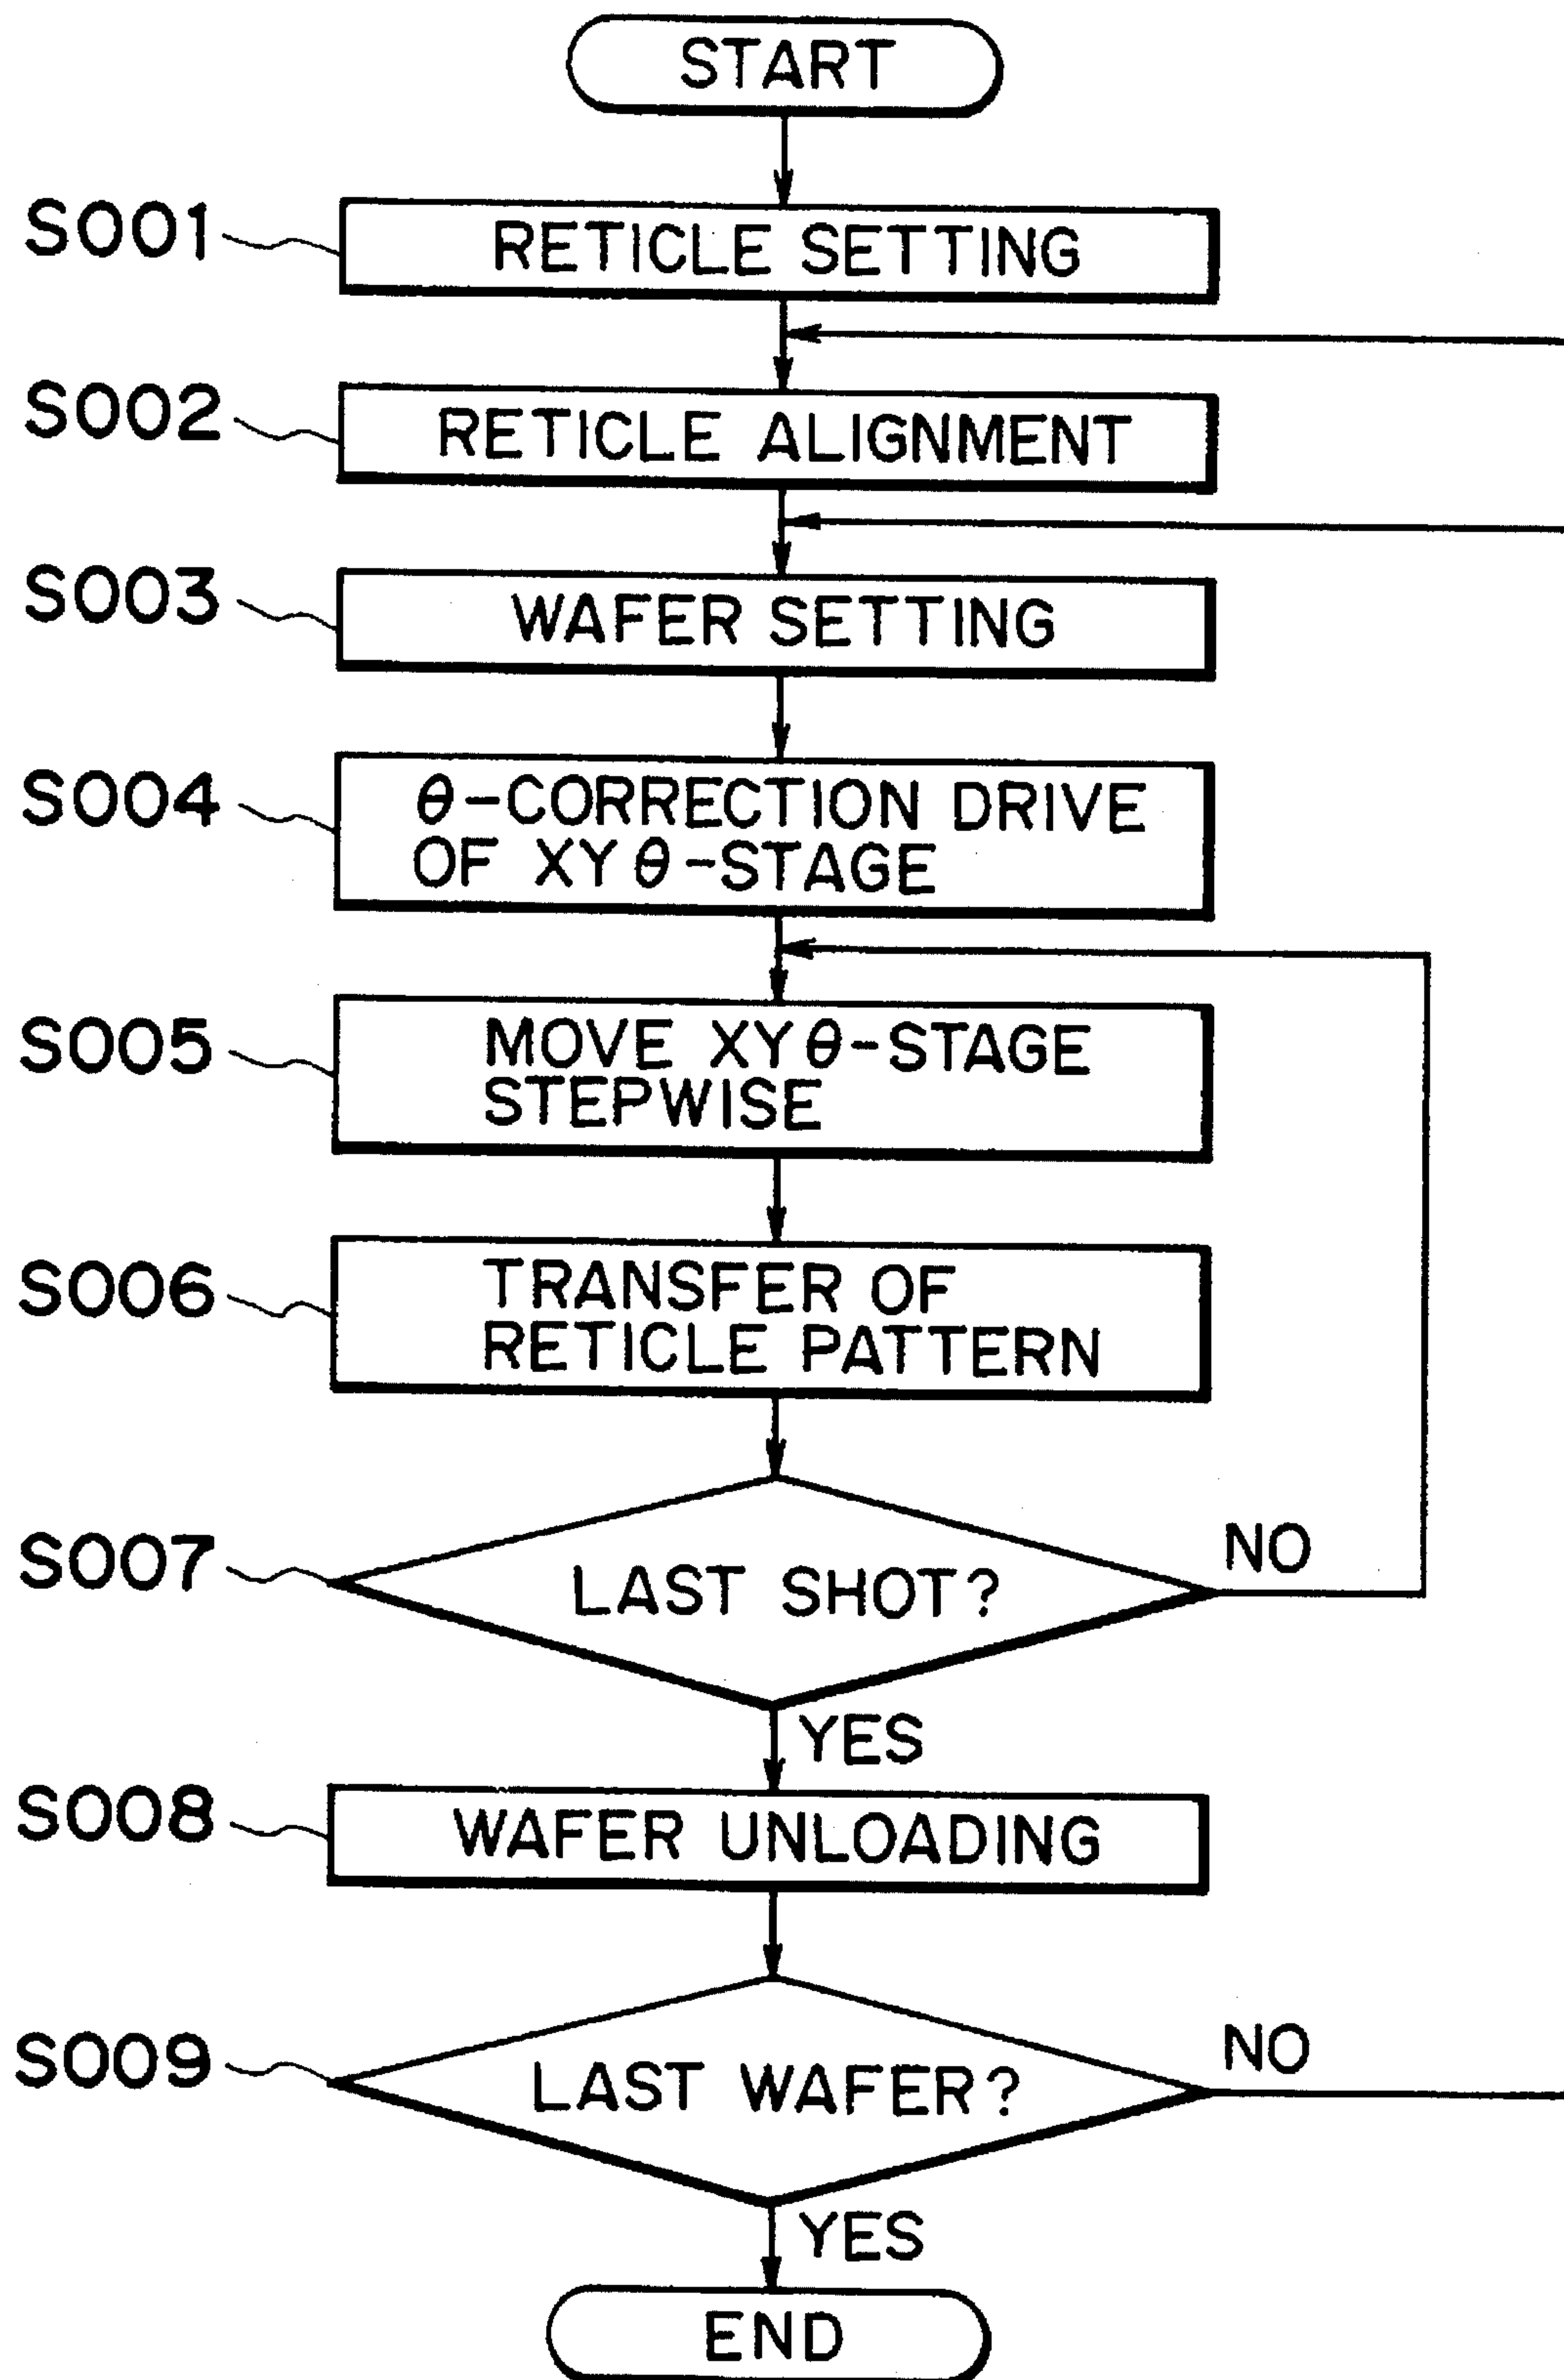 START
S001
RETICLE SETTING
S002
RETICLE ALIGNMENT
S003
WAFER SETTING
S004
θ-CORRECTION DRIVE
OF XYθ-STAGE
S005
MOVE XYθ-STAGE
STEPWISE
S006
TRANSFER OF
RETICLE PATTERN
S007
LAST SHOT?
NO
YES
S008
WAFER UNLOADING
S009
LAST WAFER?
NO
YES
END